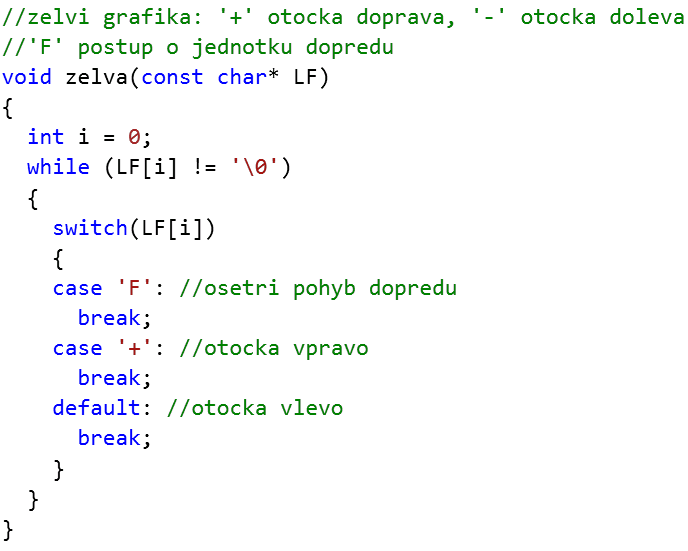 //zelvi grafika: '+' otocka doprava, '-' otocka doleva
//'F' postup o jednotku dopredu
void zelva(const char* LF)
{
  int i = 0;
  while (LF[i] != '\0')
  {
    switch(LF[i])
    {
    case 'F': //osetri pohyb dopredu
      break;
    case '+': //otocka vpravo
      break;
    default: //otocka vlevo
      break;
    }
  }
}